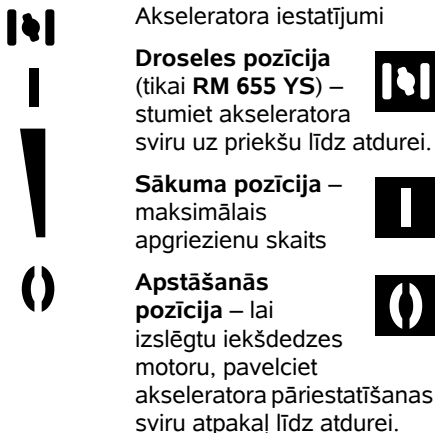 Akseleratora iestatījumi
Droseles pozīcija
(tikai RM 655 YS) –
stumiet akseleratora
sviru uz priekšu līdz atdurei.
Sākuma pozīcija –
maksimālais
apgriezienu skaits
Apstāšanās
pozīcija – lai
izslēgtu iekšdedzes
motoru, pavelciet
akseleratora pāriestatīšanas
sviru atpakaļ līdz atdurei.